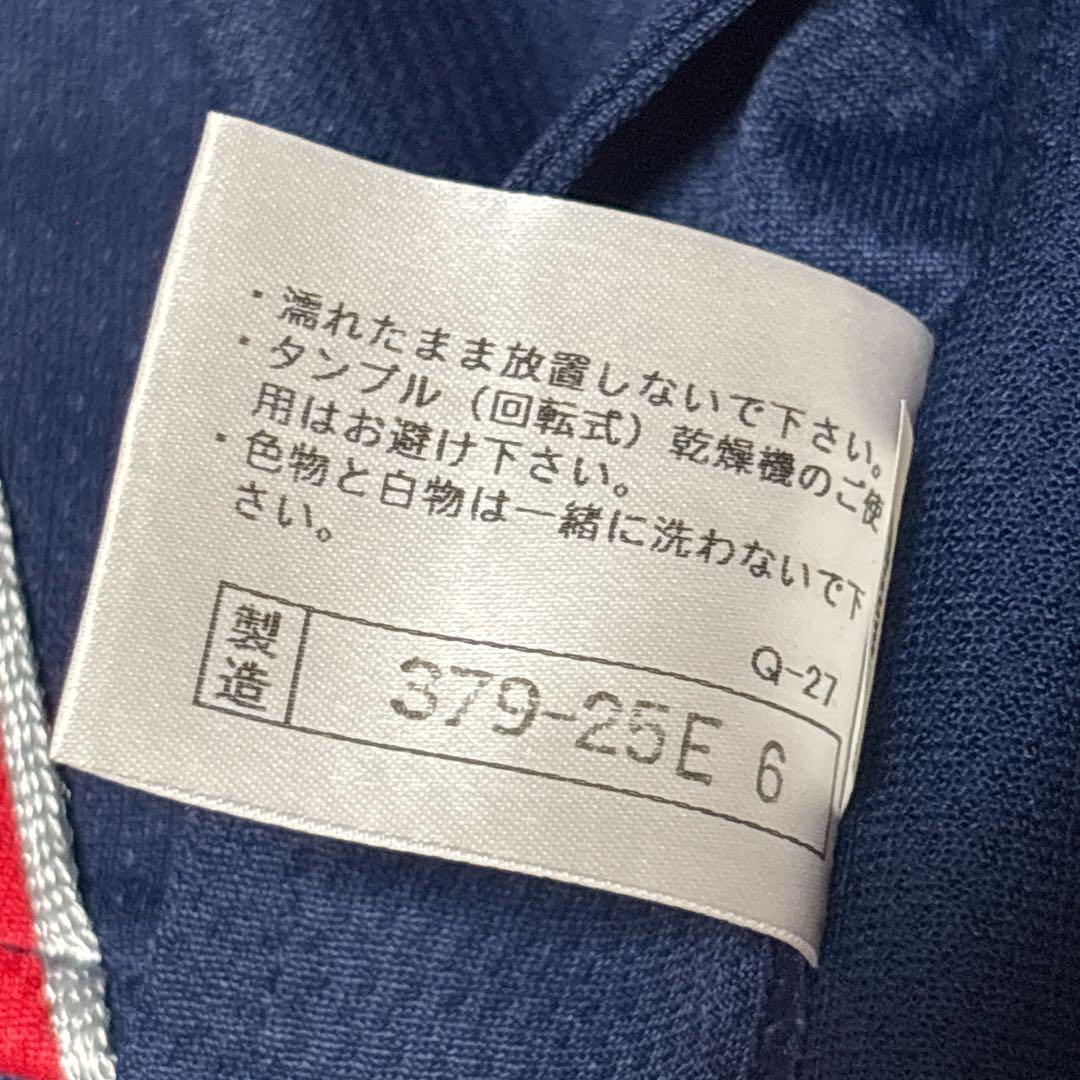 ・濡れたまま放置しないで下さい。
・タンブル（回転式）乾燥機のご使
用はお避け下さい。
・色物と白物は一緒に洗わないで下
さい。
Q-27
製造 379-25E 6